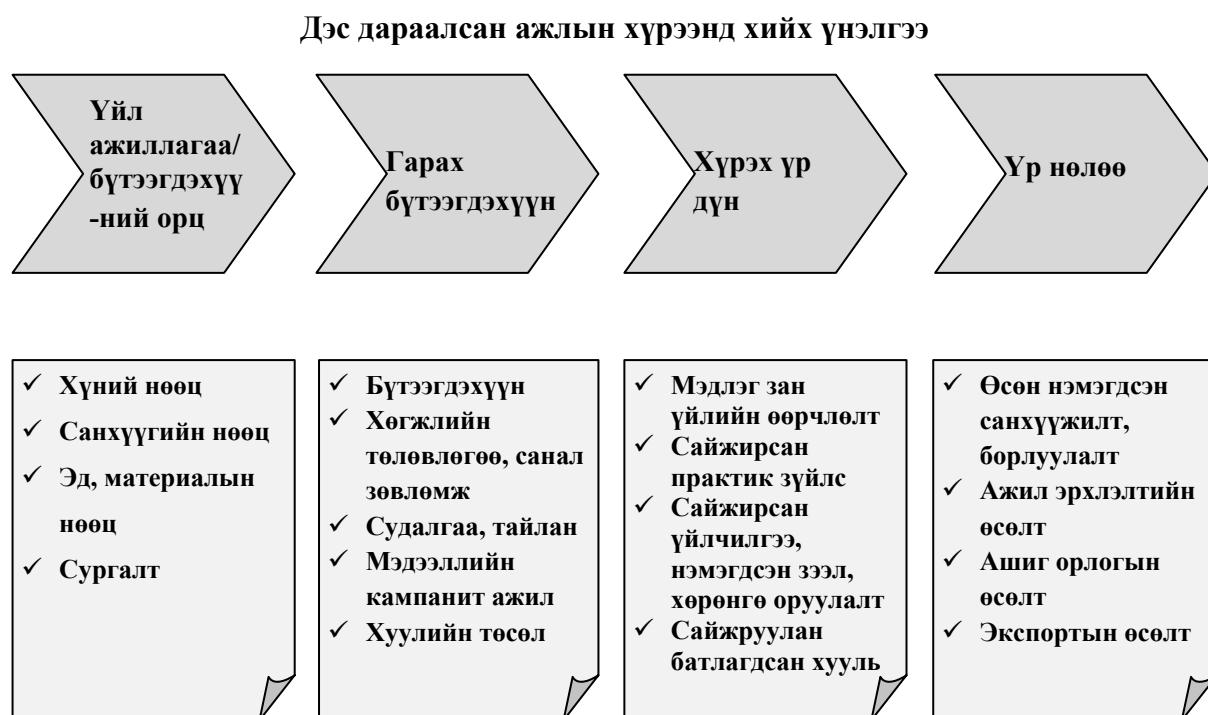 Дэс дараалсан ажлын хүрээнд хийх үнэлгээ
Үйл
ажиллагаа/
бүтээгдэхүү
-ний орц
Гарах
бүтээгдэхүүн
Хүрэх үр
дүн
Үр нөлөө
✓ Хүний нөөц
✓ Санхүүгийн нөөц
✓ Эд, материалын
нөөц
✓ Сургалт
✓ Бүтээгдэхүүн
✓ Хөгжлийн
төлөвлөгөө, санал
зөвлөмж
✓ Судалгаа, тайлан
✓ Мэдээллийн
кампанит ажил
✓ Хуулийн төсөл
✓ Мэдлэг зан
үйлийн өөрчлөлт
✓ Сайжирсан
практик зүйлс
✓ Сайжирсан
үйлчилгээ,
нэмэгдсэн зээл,
хөрөнгө оруулалт
✓ Сайжруулан
батлагдсан хууль
✓ Өсөн нэмэгдсэн
санхүүжилт,
борлуулалт
✓ Ажил эрхлэлтийн
өсөлт
✓ Ашиг орлогын
өсөлт
✓ Экспортын өсөлт